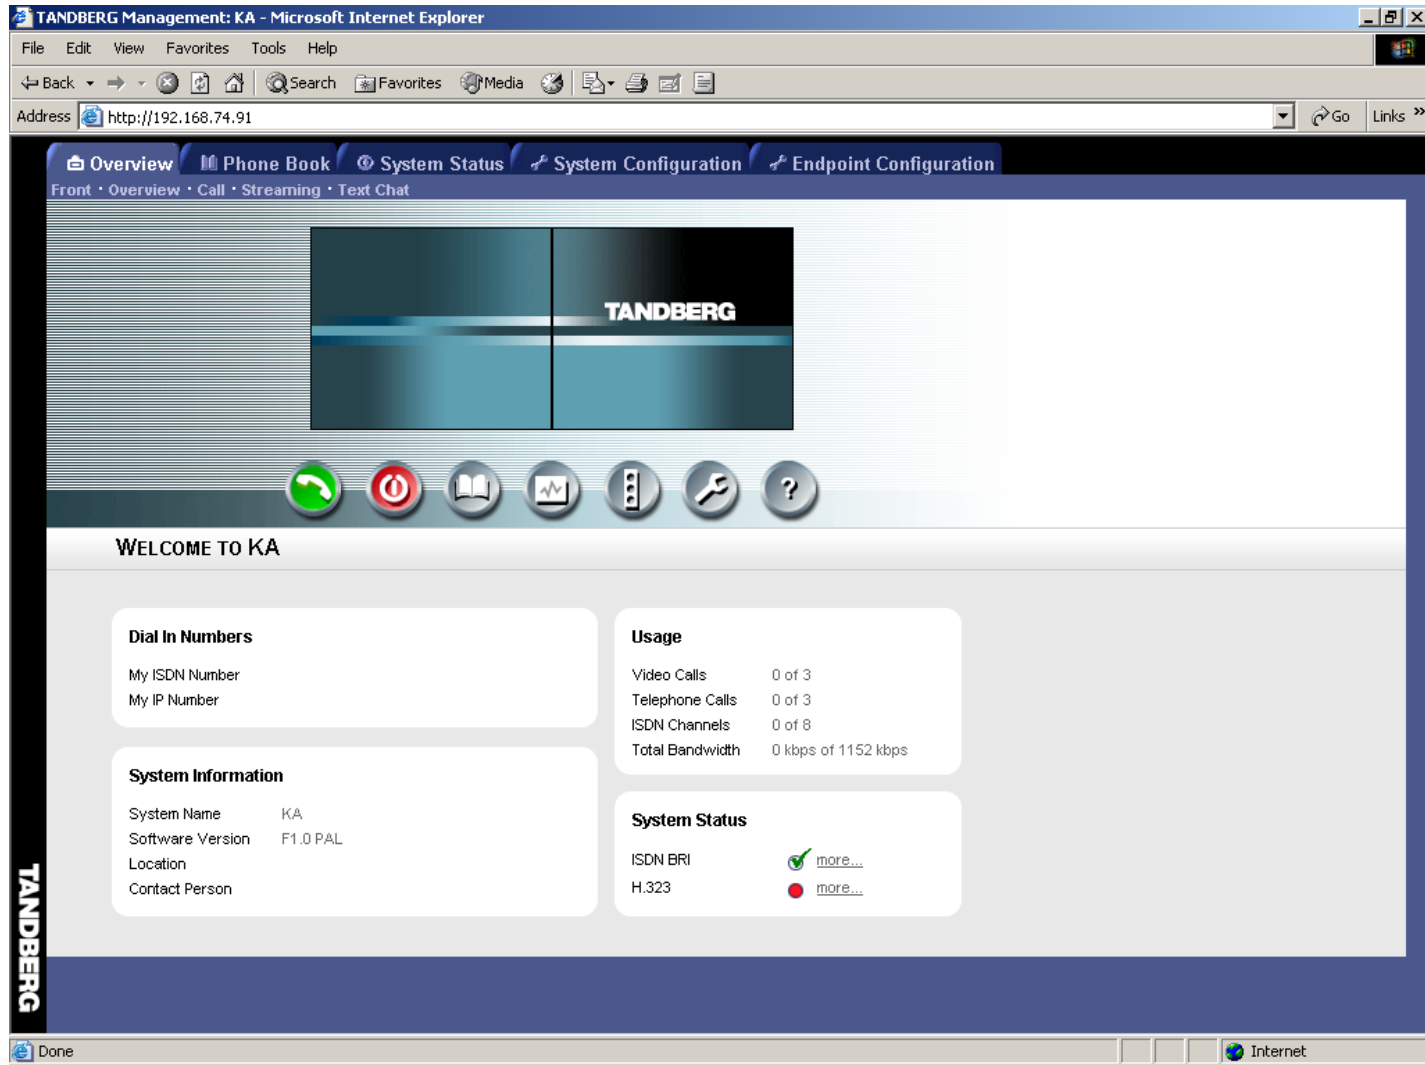 TANDBERG Management: KA - Microsoft Internet Explorer
File Edit View Favorites Tools Help
Back Search Favorites Media
Address http://192.168.74.91 Go Links »
Overview Phone Book System Status System Configuration Endpoint Configuration
Front · Overview · Call · Streaming · Text Chat
TANDBERG
?
WELCOME TO KA
Dial In Numbers
My ISDN Number
My IP Number
System Information
System Name KA
Software Version F1.0 PAL
Location
Contact Person
Usage
Video Calls 0 of 3
Telephone Calls 0 of 3
ISDN Channels 0 of 8
Total Bandwidth 0 kbps of 1152 kbps
System Status
ISDN BRI more...
H.323 more...
TANDBERG
Done Internet